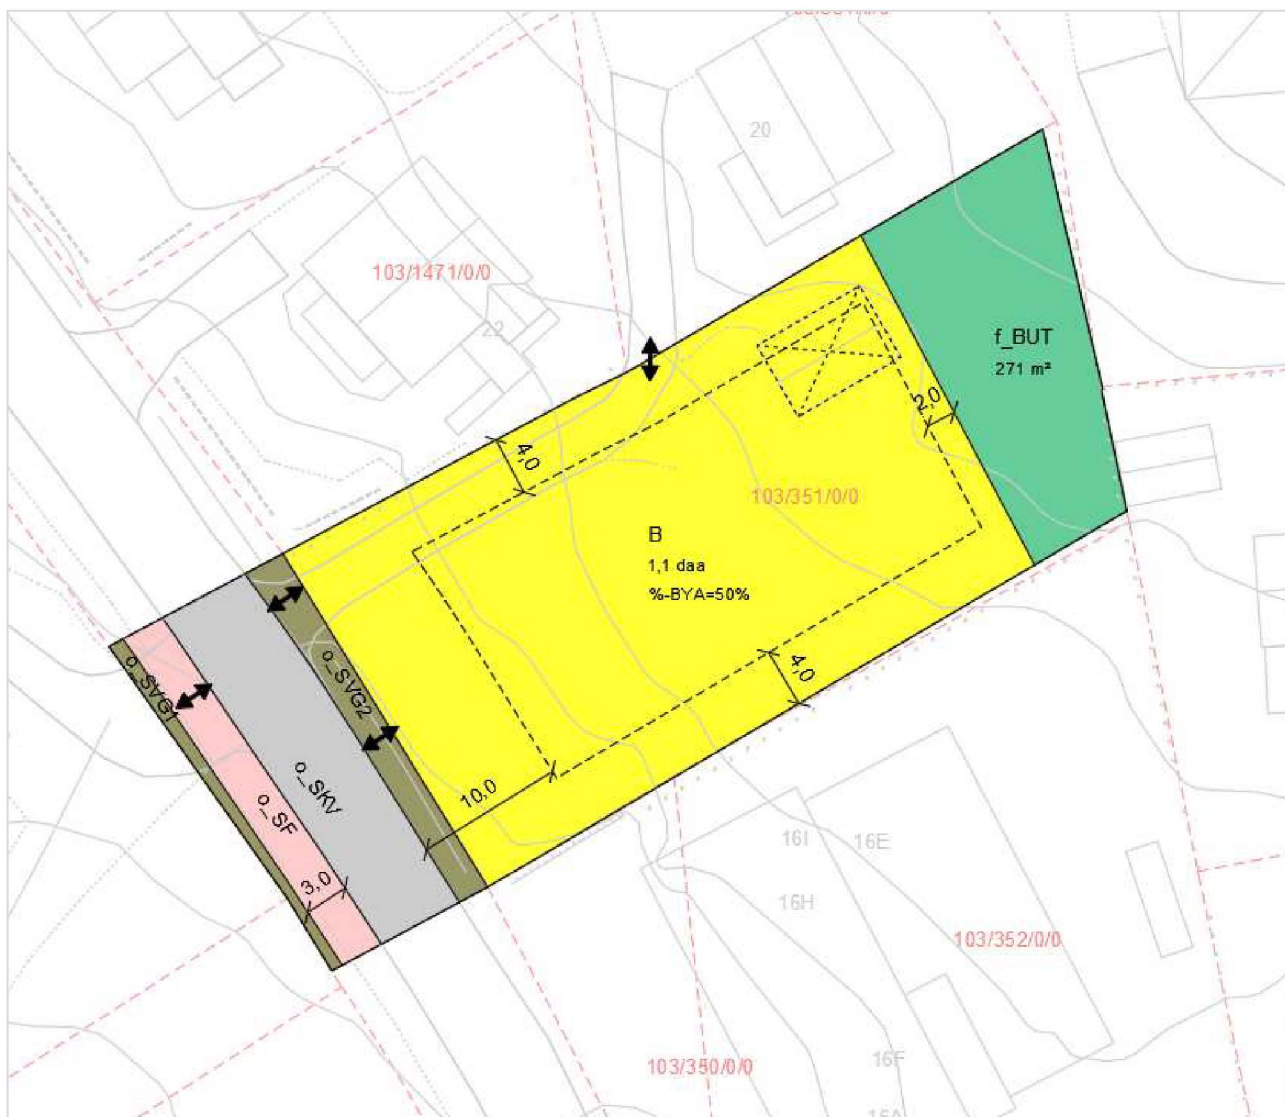 20
103/1471/0/0
22
f_BUT
271 m²
2,0
4,0
103/351/0/0
B
1,1 daa
%-BYA=50%
o_SVG1
o_SVG2
4,0
o_SKV
10,0
o_SF
3,0
16I
16E
16H
103/352/0/0
16F
103/350/0/0